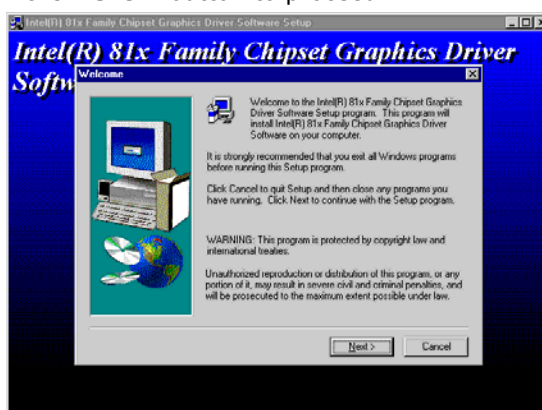 Intel(R) 81x Family Chipset Graphics Driver Software Setup
Intel(R) 81x Family Chipset Graphics Driver
Softw
Welcome
Welcome to the Intel(R) 81x Family Chipset Graphics
Driver Software Setup program. This program will
install Intel(R) 81x Family Chipset Graphics Driver
Software on your computer.
It is strongly recommended that you exit all Windows programs
before running this Setup program.
Click Cancel to quit Setup and then close any programs you
have running. Click Next to continue with the Setup program.
WARNING: This program is protected by copyright law and
international treaties.
Unauthorized reproduction or distribution of this program, or any
portion of it, may result in severe civil and criminal penalties, and
will be prosecuted to the maximum extent possible under law.
Next >
Cancel